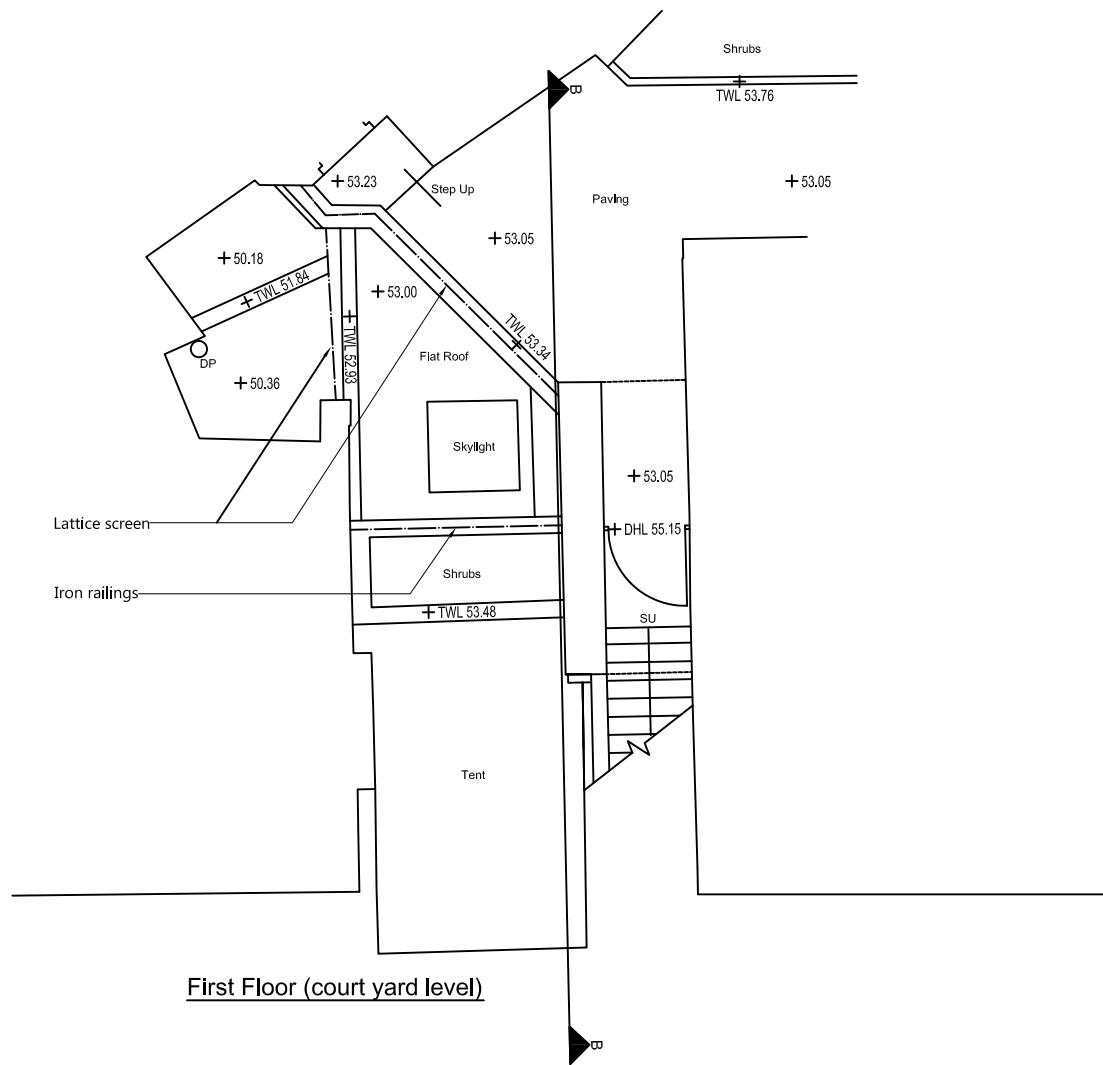 Shrubs
TWL 53.76
B
53.23
Step Up
53.05
Paving
53.05
50.18
TWL 51.84
53.00
TWL 53.34
TWL 52.93
Flat Roof
DP
50.36
Skylight
53.05
Lattice screen
DHL 55.15
Shrubs
Iron railings
TWL 53.48
SU
Tent
First Floor (court yard level)
B